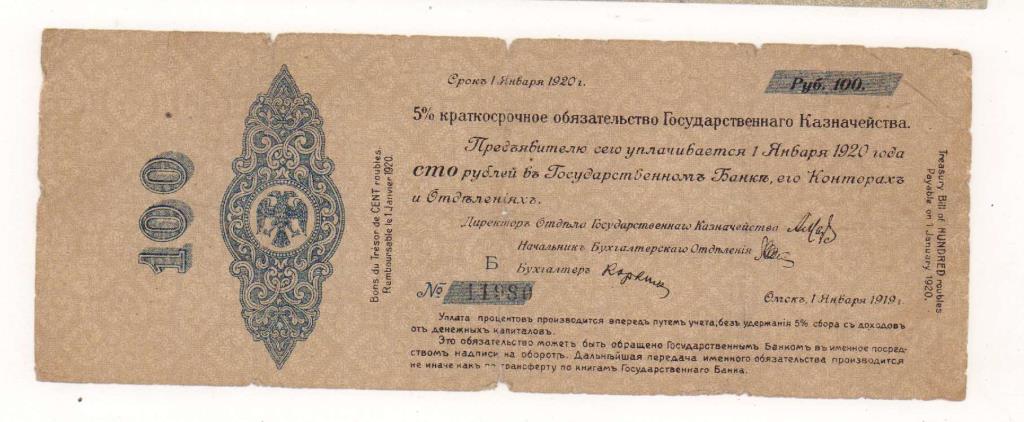 100
Bons du Trésor de CENT roubles.
Remboursable le 1 Janvier 1920.
Срокъ 1 Января 1920 г.
Руб. 100.
5% краткосрочное обязательство Государственнаго Казначейства.
Предъявителю сего уплачивается 1 Января 1920 года
сто рублей въ Государственномъ Банкѣ, его Конторахъ
и Отдѣленіяхъ.
Директоръ Отдѣла Государственнаго Казначейства
Начальникъ Бухгалтерскаго Отдѣленія
Б
Бухгалтеръ
№ 11980
Омскъ, 1 Января 1919 г.
Уплата процентовъ производится впередъ путемъ учета, безъ удержанія 5% сбора съ доходовъ
отъ денежныхъ капиталовъ.
Это обязательство можетъ быть обращено Государственнымъ Банкомъ въ именное посред-
ствомъ надписи на оборотѣ. Дальнѣйшая передача именного обязательства производится
не иначе какъ по трансферту по книгамъ Государственнаго Банка.
Treasury Bill of HUNDRED roubles
Payable on 1 January 1920.